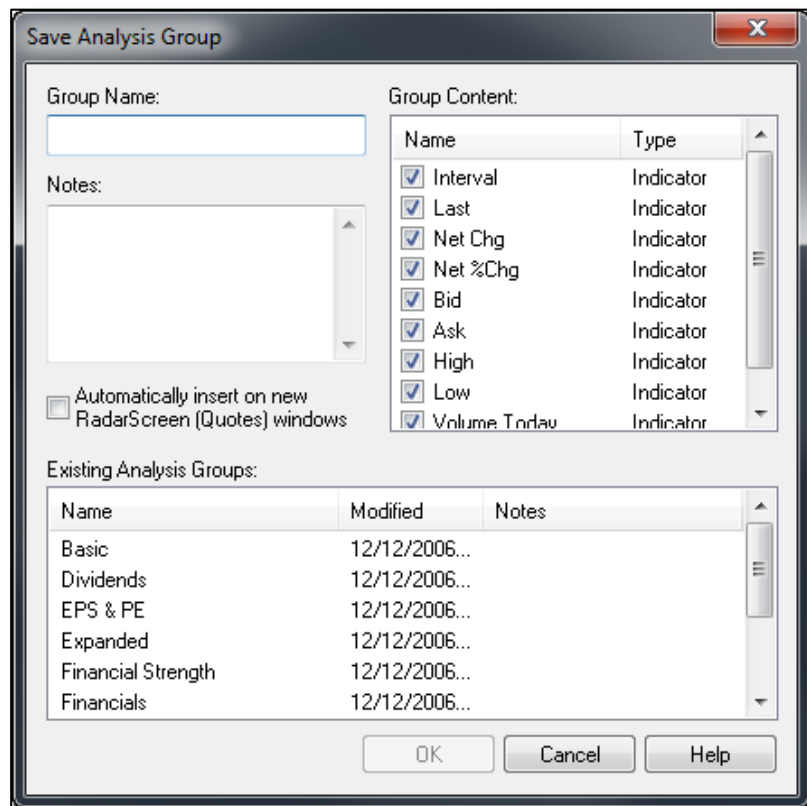 Save Analysis Group
Group Name:
Notes:
Automatically insert on new
RadarScreen (Quotes) windows
Group Content:
Name Type
Interval Indicator
Last Indicator
Net Chg Indicator
Net %Chg Indicator
Bid Indicator
Ask Indicator
High Indicator
Low Indicator
Volume Today Indicator
Existing Analysis Groups:
Name Modified Notes
Basic 12/12/2006...
Dividends 12/12/2006...
EPS & PE 12/12/2006...
Expanded 12/12/2006...
Financial Strength 12/12/2006...
Financials 12/12/2006...
OK Cancel Help